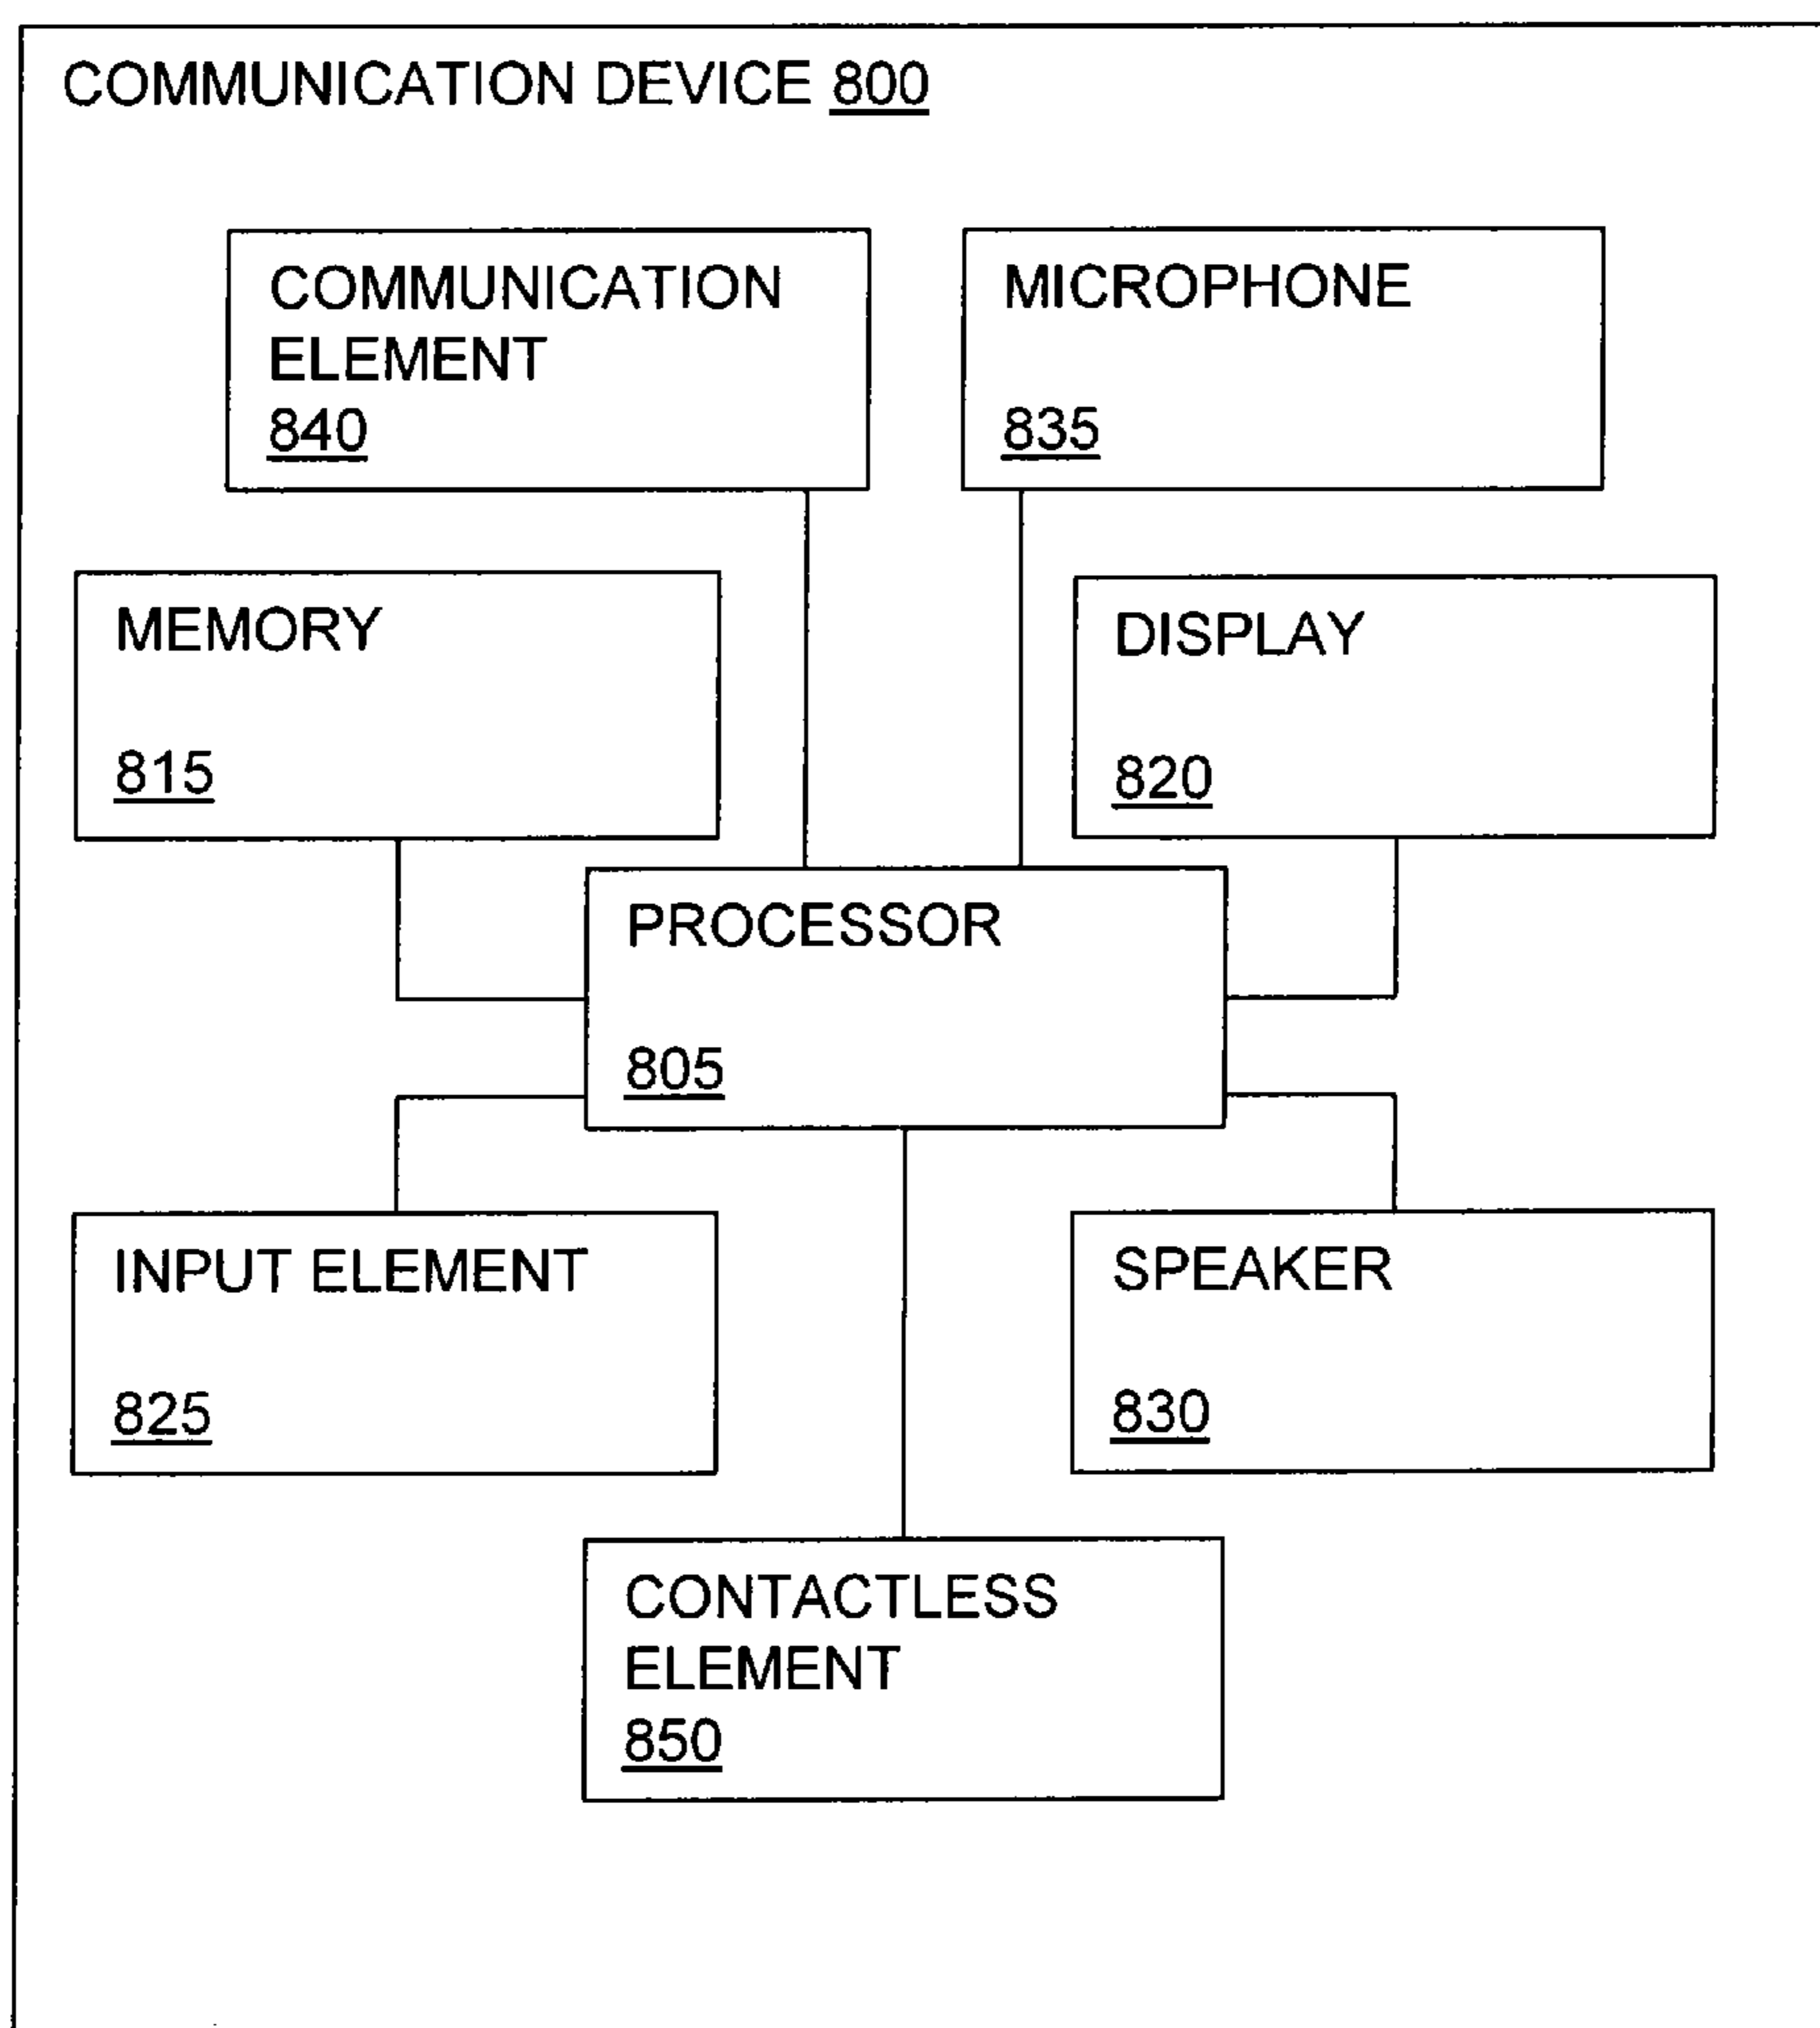 COMMUNICATION DEVICE 800
COMMUNICATION
ELEMENT
840
MICROPHONE
835
MEMORY
815
DISPLAY
820
PROCESSOR
805
INPUT ELEMENT
825
SPEAKER
830
CONTACTLESS
ELEMENT
850